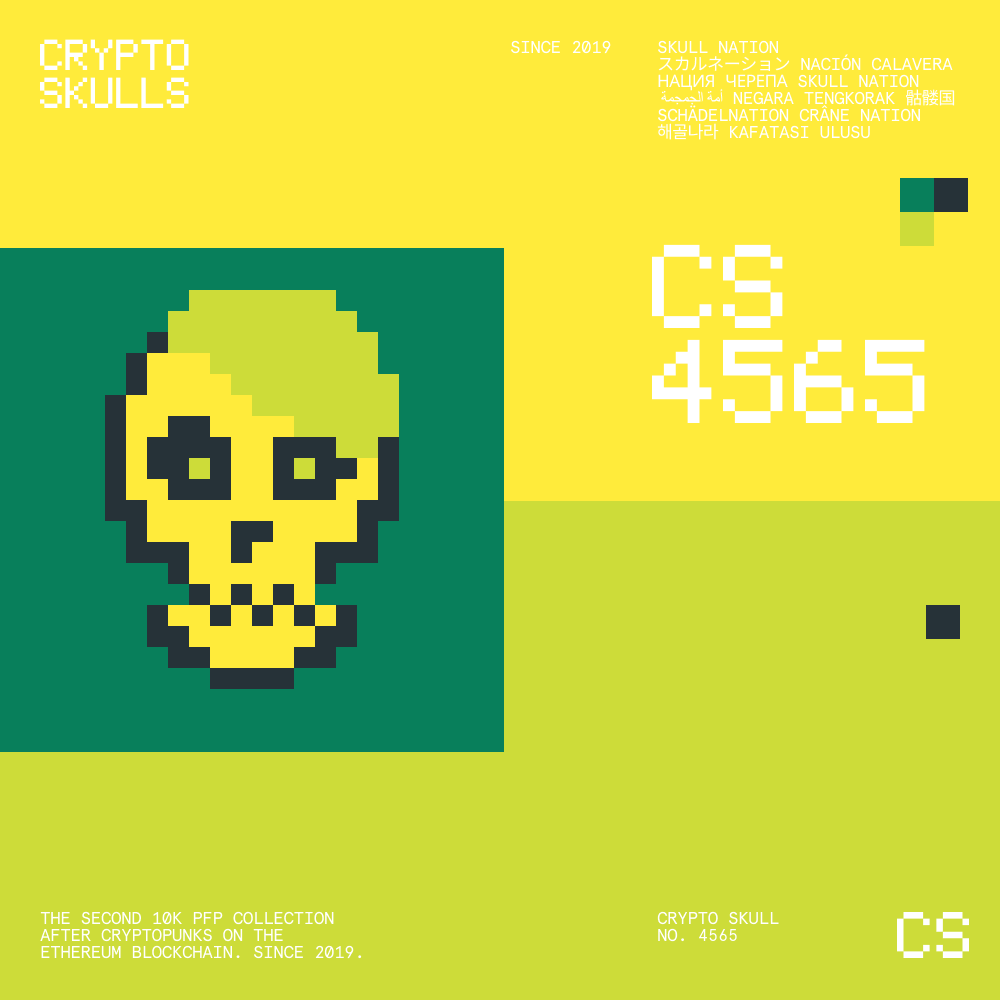 CRYPTO
SKULLS
SINCE 2019
SKULL NATION
スカルネーション NACIÓN CALAVERA
НАЦИЯ ЧЕРЕПА SKULL NATION
أمة الجمجمة NEGARA TENGKORAK 骷髅国
SCHÄDELNATION CRÂNE NATION
해골나라 KAFATASI ULUSU
CS
4565
THE SECOND 10K PFP COLLECTION
AFTER CRYPTOPUNKS ON THE
ETHEREUM BLOCKCHAIN. SINCE 2019.
CRYPTO SKULL
NO. 4565
CS